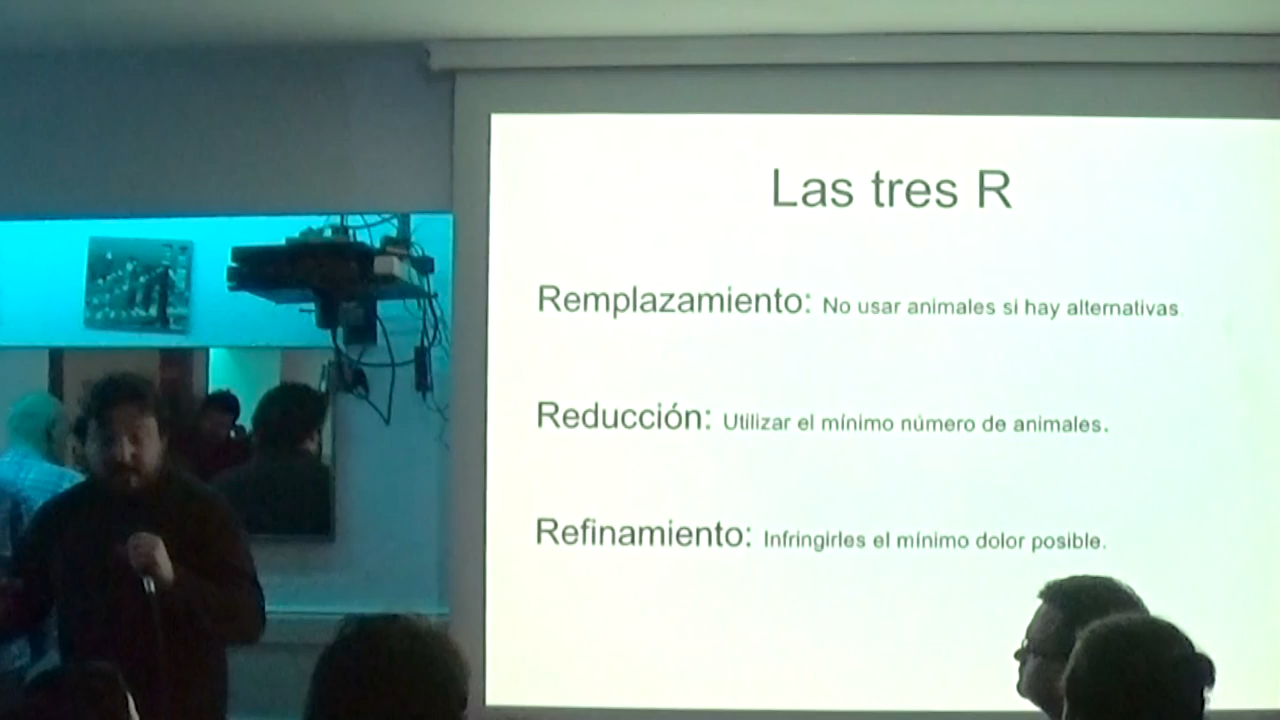 Las tres R
Remplazamiento: No usar animales si hay alternativas
Reducción: Utilizar el mínimo número de animales.
Refinamiento: Infringirles el mínimo dolor posible.